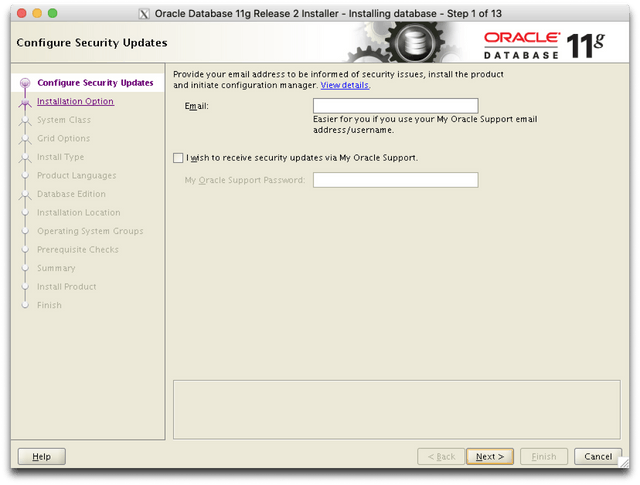 Oracle Database 11g Release 2 Installer - Installing database - Step 1 of 13
Configure Security Updates
ORACLE
DATABASE 11g
Configure Security Updates
Installation Option
System Class
Grid Options
Install Type
Product Languages
Database Edition
Installation Location
Operating System Groups
Prerequisite Checks
Summary
Install Product
Finish
Provide your email address to be informed of security issues, install the product
and initiate configuration manager. View details.
Email:
Easier for you if you use your My Oracle Support email
address/username.
I wish to receive security updates via My Oracle Support.
My Oracle Support Password:
Help
< Back
Next >
Finish
Cancel